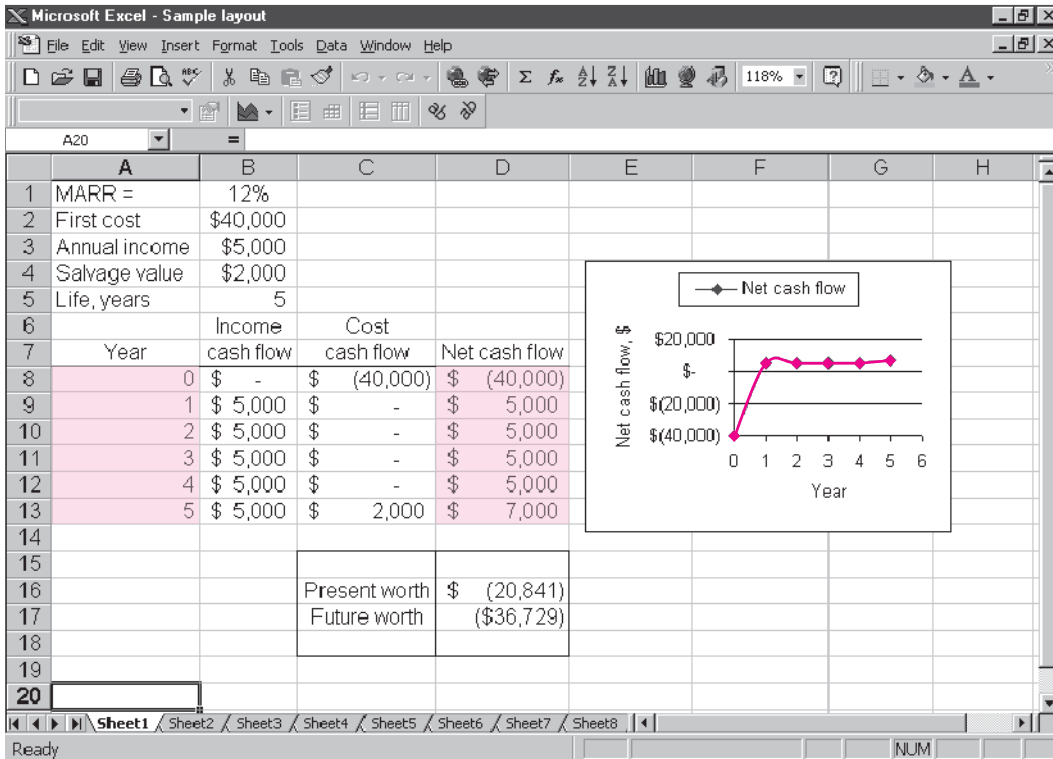 Microsoft Excel - Sample layout
File Edit View Insert Format Tools Data Window Help
ABC Σ fx A Z Z A 118% ? A
A20 =
A B C D E F G H
1 MARR = 12%
2 First cost $40,000
3 Annual income $5,000
4 Salvage value $2,000
5 Life, years 5
6 Income Cost
7 Year cash flow cash flow Net cash flow
8 0 $ - $ (40,000) $ (40,000)
9 1 $ 5,000 $ - $ 5,000
10 2 $ 5,000 $ - $ 5,000
11 3 $ 5,000 $ - $ 5,000
12 4 $ 5,000 $ - $ 5,000
13 5 $ 5,000 $ 2,000 $ 7,000
14
15
16 Present worth $ (20,841)
17 Future worth ($36,729)
18
19
20
Net cash flow
Net cash flow, $
$20,000
$-
$(20,000)
$(40,000)
0 1 2 3 4 5 6
Year
Sheet1 Sheet2 Sheet3 Sheet4 Sheet5 Sheet6 Sheet7 Sheet8
Ready NUM